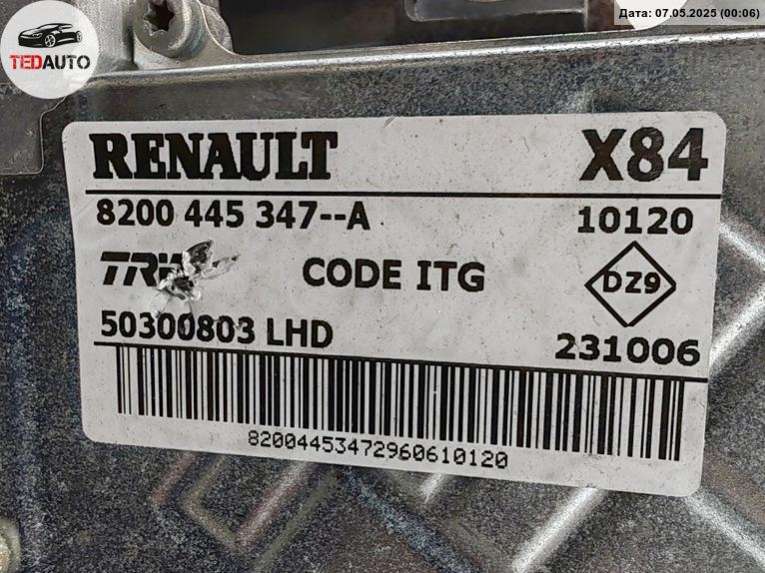 Дата: 07.05.2025 (00:06)
TEDAUTO
RENAULT X84
8200 445 347--A 10120
CODE ITG DZ9
50300803 LHD 231006
82004453472960610120